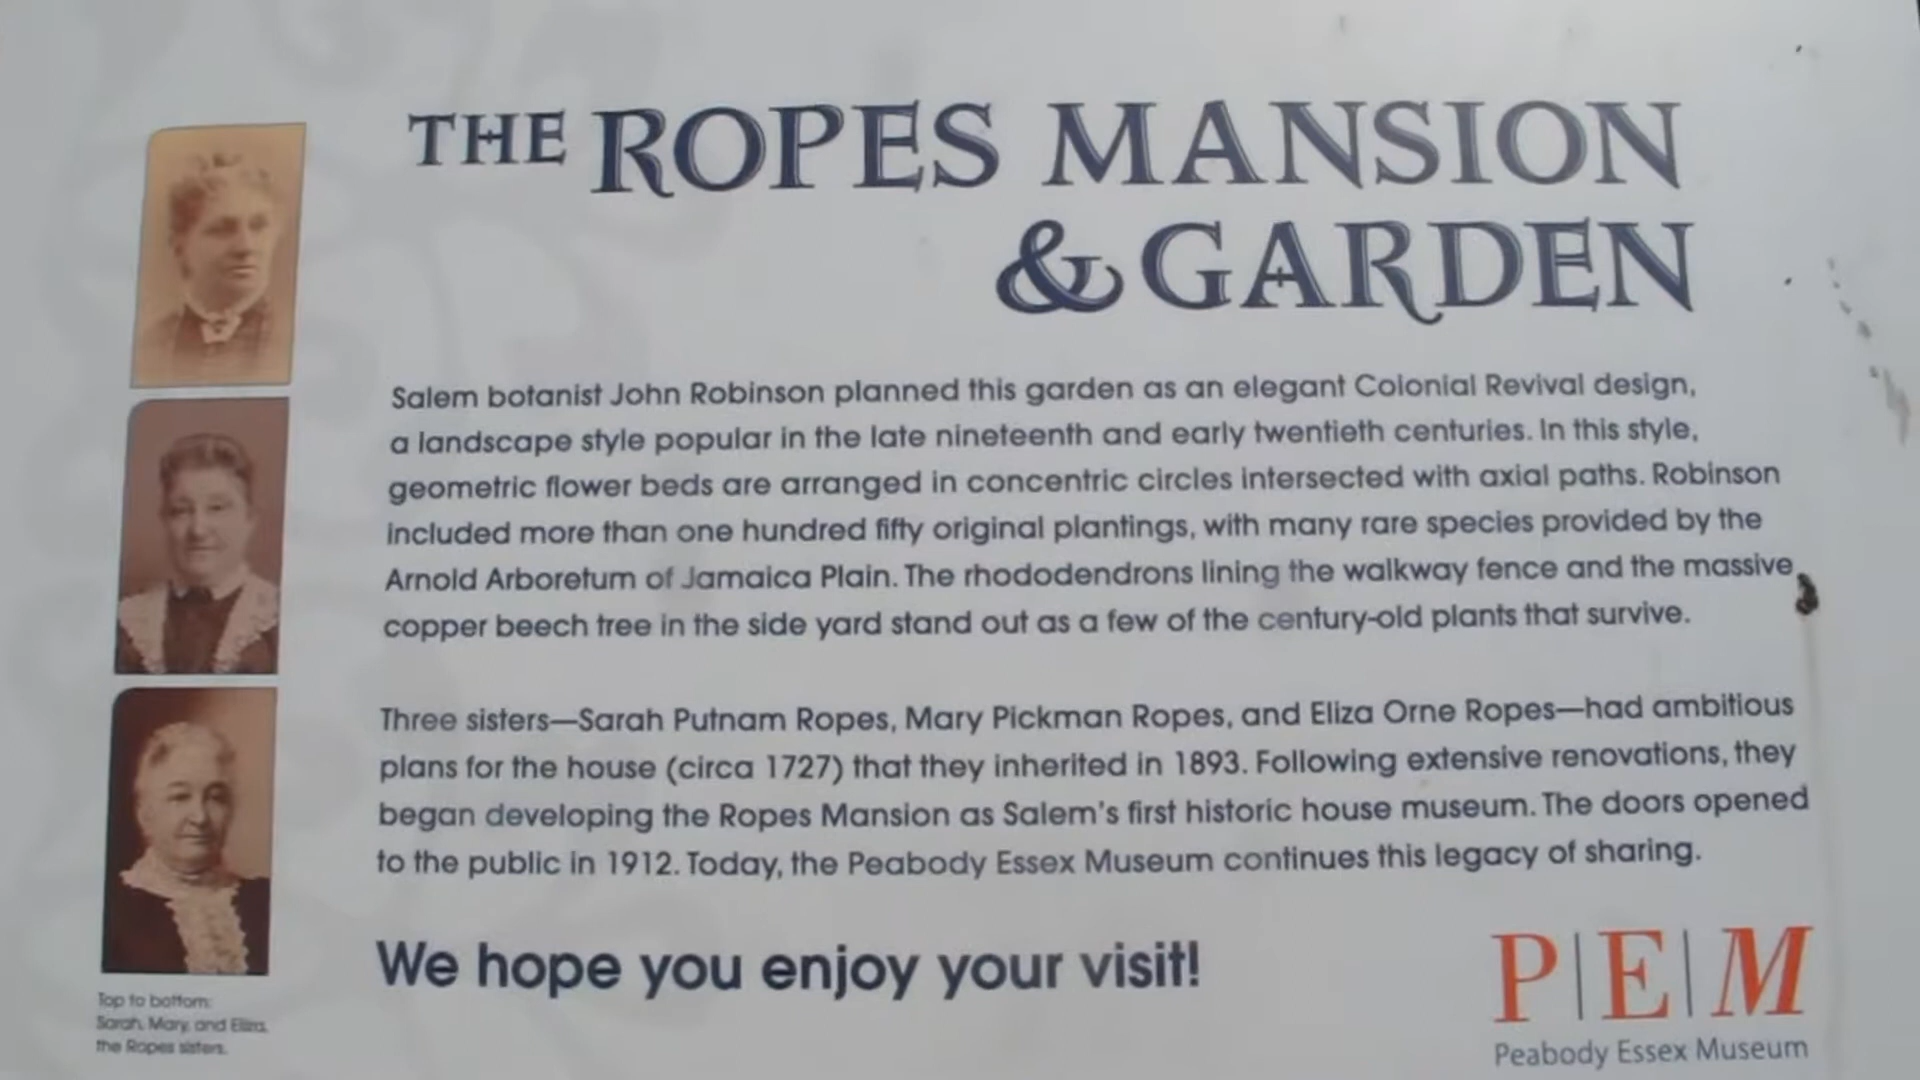 THE ROPES MANSION
& GARDEN
Salem botanist John Robinson planned this garden as an elegant Colonial Revival design,
a landscape style popular in the late nineteenth and early twentieth centuries. In this style,
geometric flower beds are arranged in concentric circles intersected with axial paths. Robinson
included more than one hundred fifty original plantings, with many rare species provided by the
Arnold Arboretum of Jamaica Plain. The rhododendrons lining the walkway fence and the massive
copper beech tree in the side yard stand out as a few of the century-old plants that survive.
Three sisters—Sarah Putnam Ropes, Mary Pickman Ropes, and Eliza Orne Ropes—had ambitious
plans for the house (circa 1727) that they inherited in 1893. Following extensive renovations, they
began developing the Ropes Mansion as Salem's first historic house museum. The doors opened
to the public in 1912. Today, the Peabody Essex Museum continues this legacy of sharing.
We hope you enjoy your visit!
Top to bottom:
Sarah, Mary, and Eliza,
the Ropes sisters.
P|E|M
Peabody Essex Museum